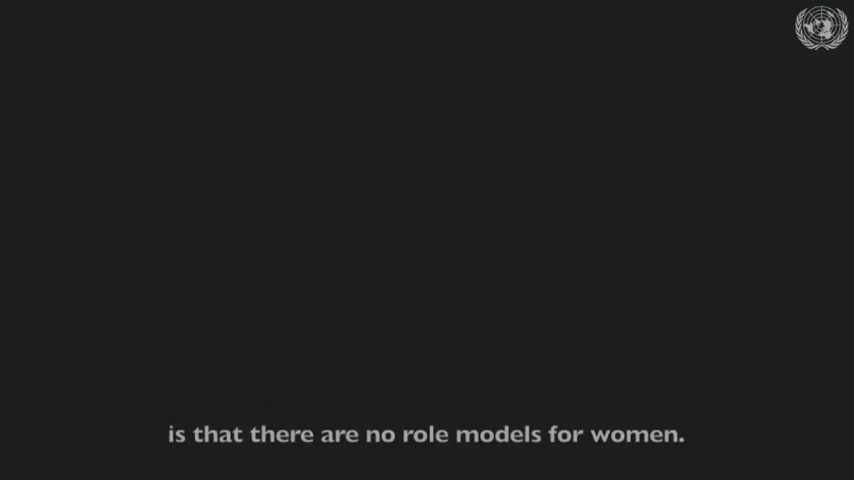 is that there are no role models for women.